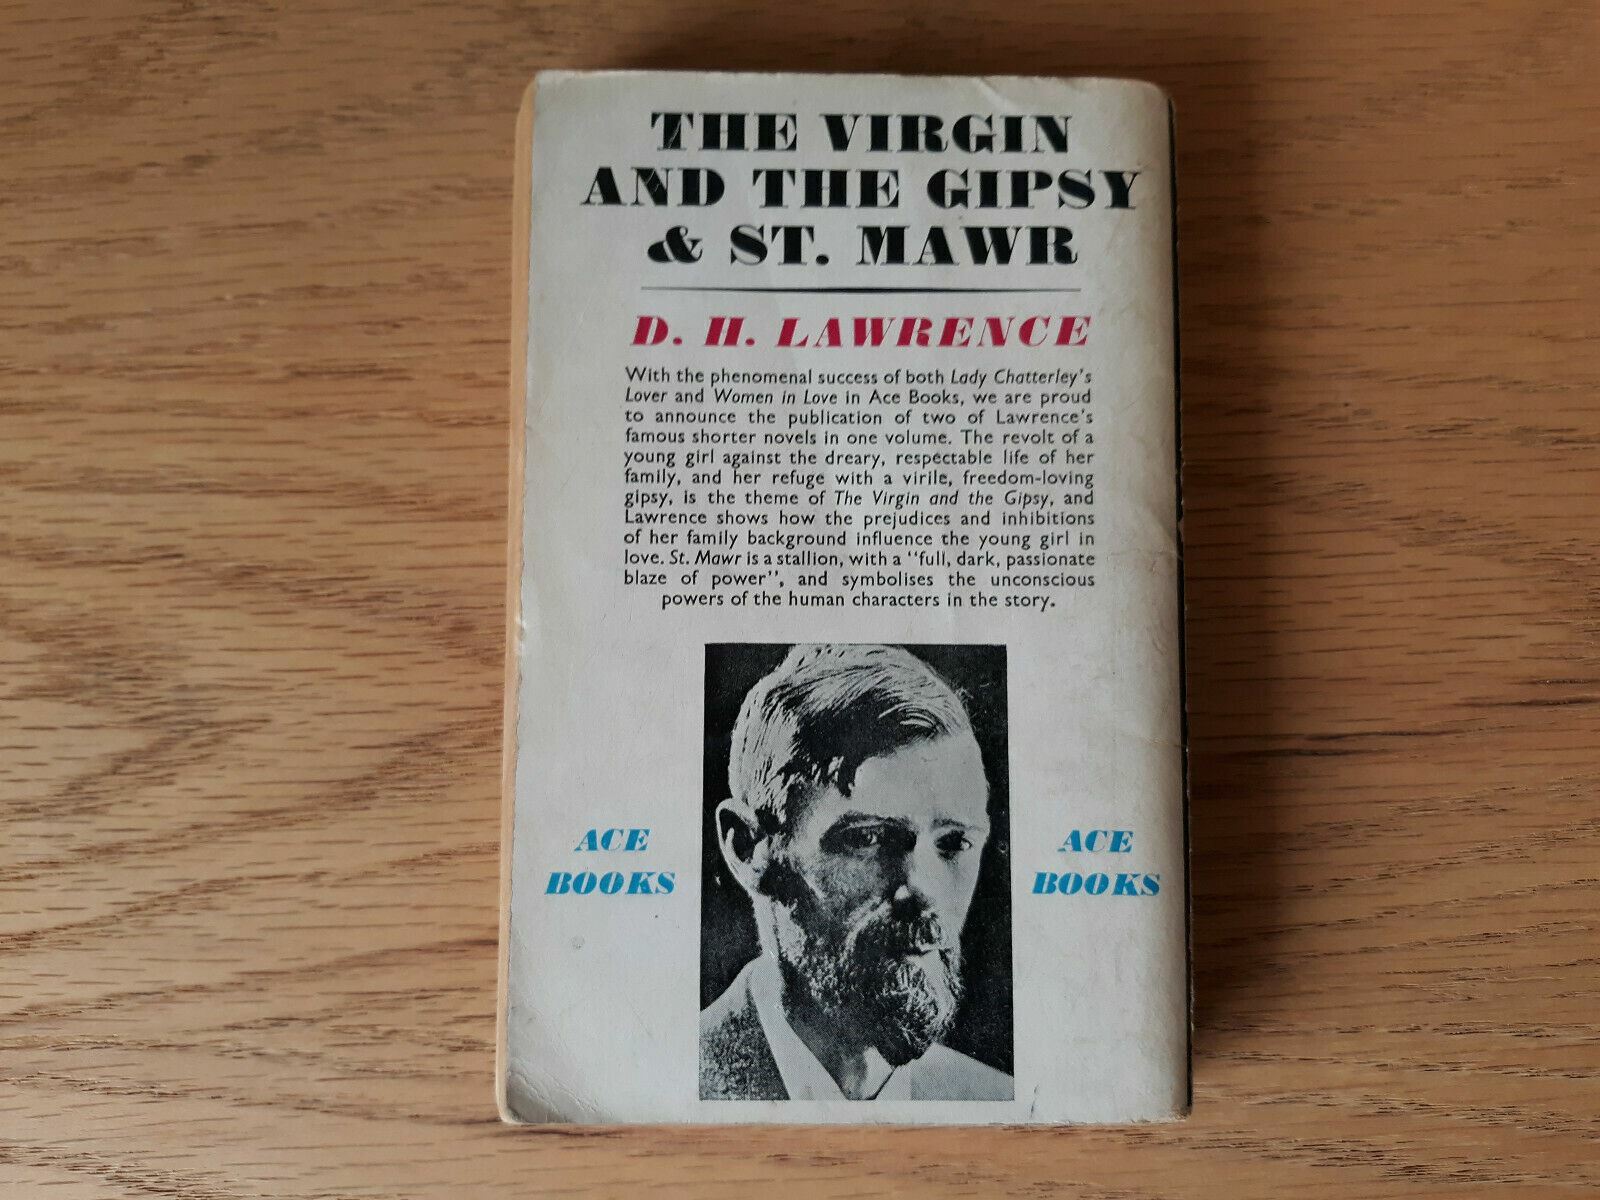 THE VIRGIN
AND THE GIPSY
& ST. MAWR
D. H. LAWRENCE
With the phenomenal success of both Lady Chatterley's
Lover and Women in Love in Ace Books, we are proud
to announce the publication of two of Lawrence's
famous shorter novels in one volume. The revolt of a
young girl against the dreary, respectable life of her
family, and her refuge with a virile, freedom-loving
gipsy, is the theme of The Virgin and the Gipsy, and
Lawrence shows how the prejudices and inhibitions
of her family background influence the young girl in
love. St. Mawr is a stallion, with a "full, dark, passionate
blaze of power", and symbolises the unconscious
powers of the human characters in the story.
ACE
BOOKS
ACE
BOOKS